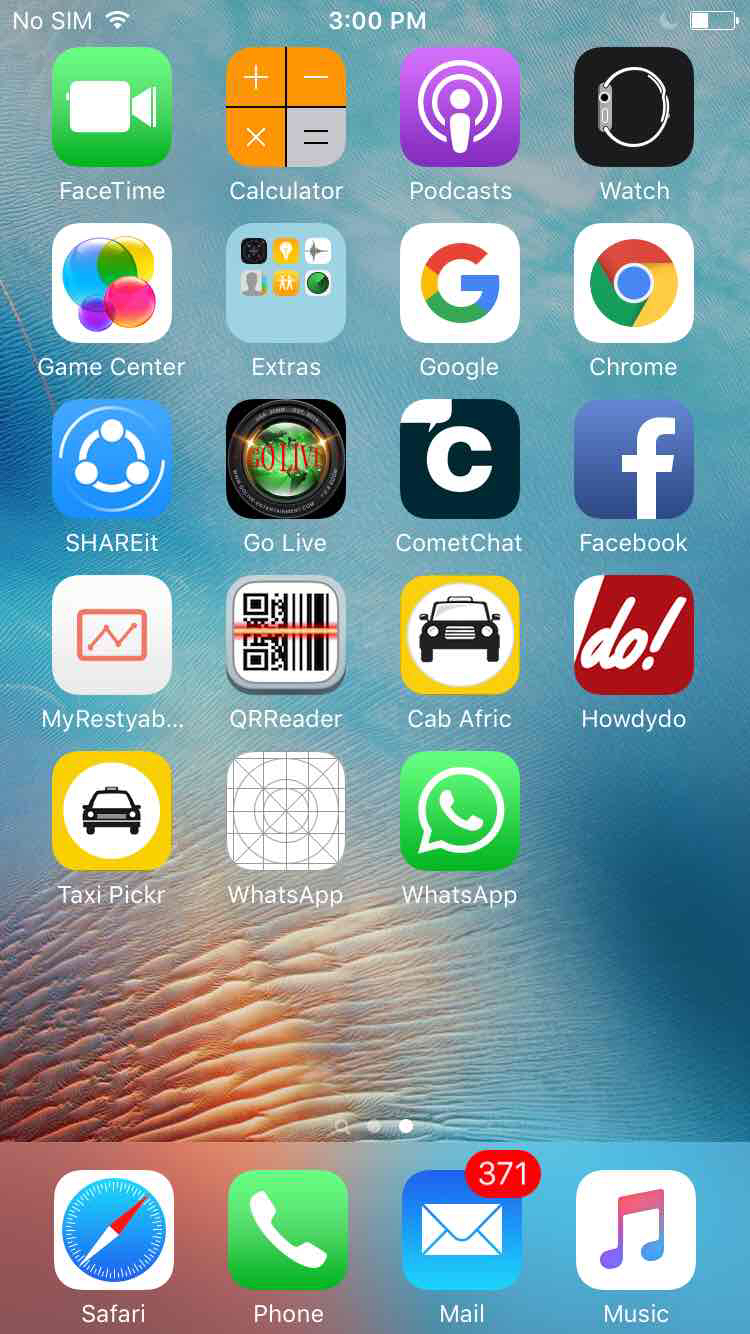 No SIM 3:00 PM
FaceTime Calculator Podcasts Watch
Game Center Extras Google Chrome
GO LIVE
do!
SHAREit Go Live CometChat Facebook
MyRestyab... QRReader Cab Afric Howdydo
Taxi Pickr WhatsApp WhatsApp
371
Safari Phone Mail Music